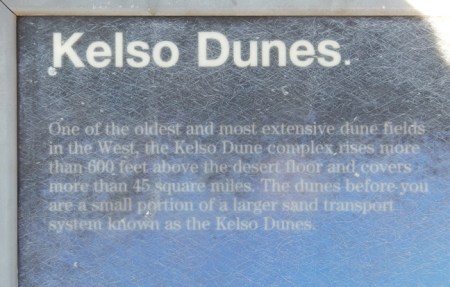 Kelso Dunes.
One of the oldest and most extensive dune fields
in the West, the Kelso Dune complex rises more
than 600 feet above the desert floor and covers
more than 45 square miles. The dunes before you
are a small portion of a larger sand transport
system known as the Kelso Dunes.